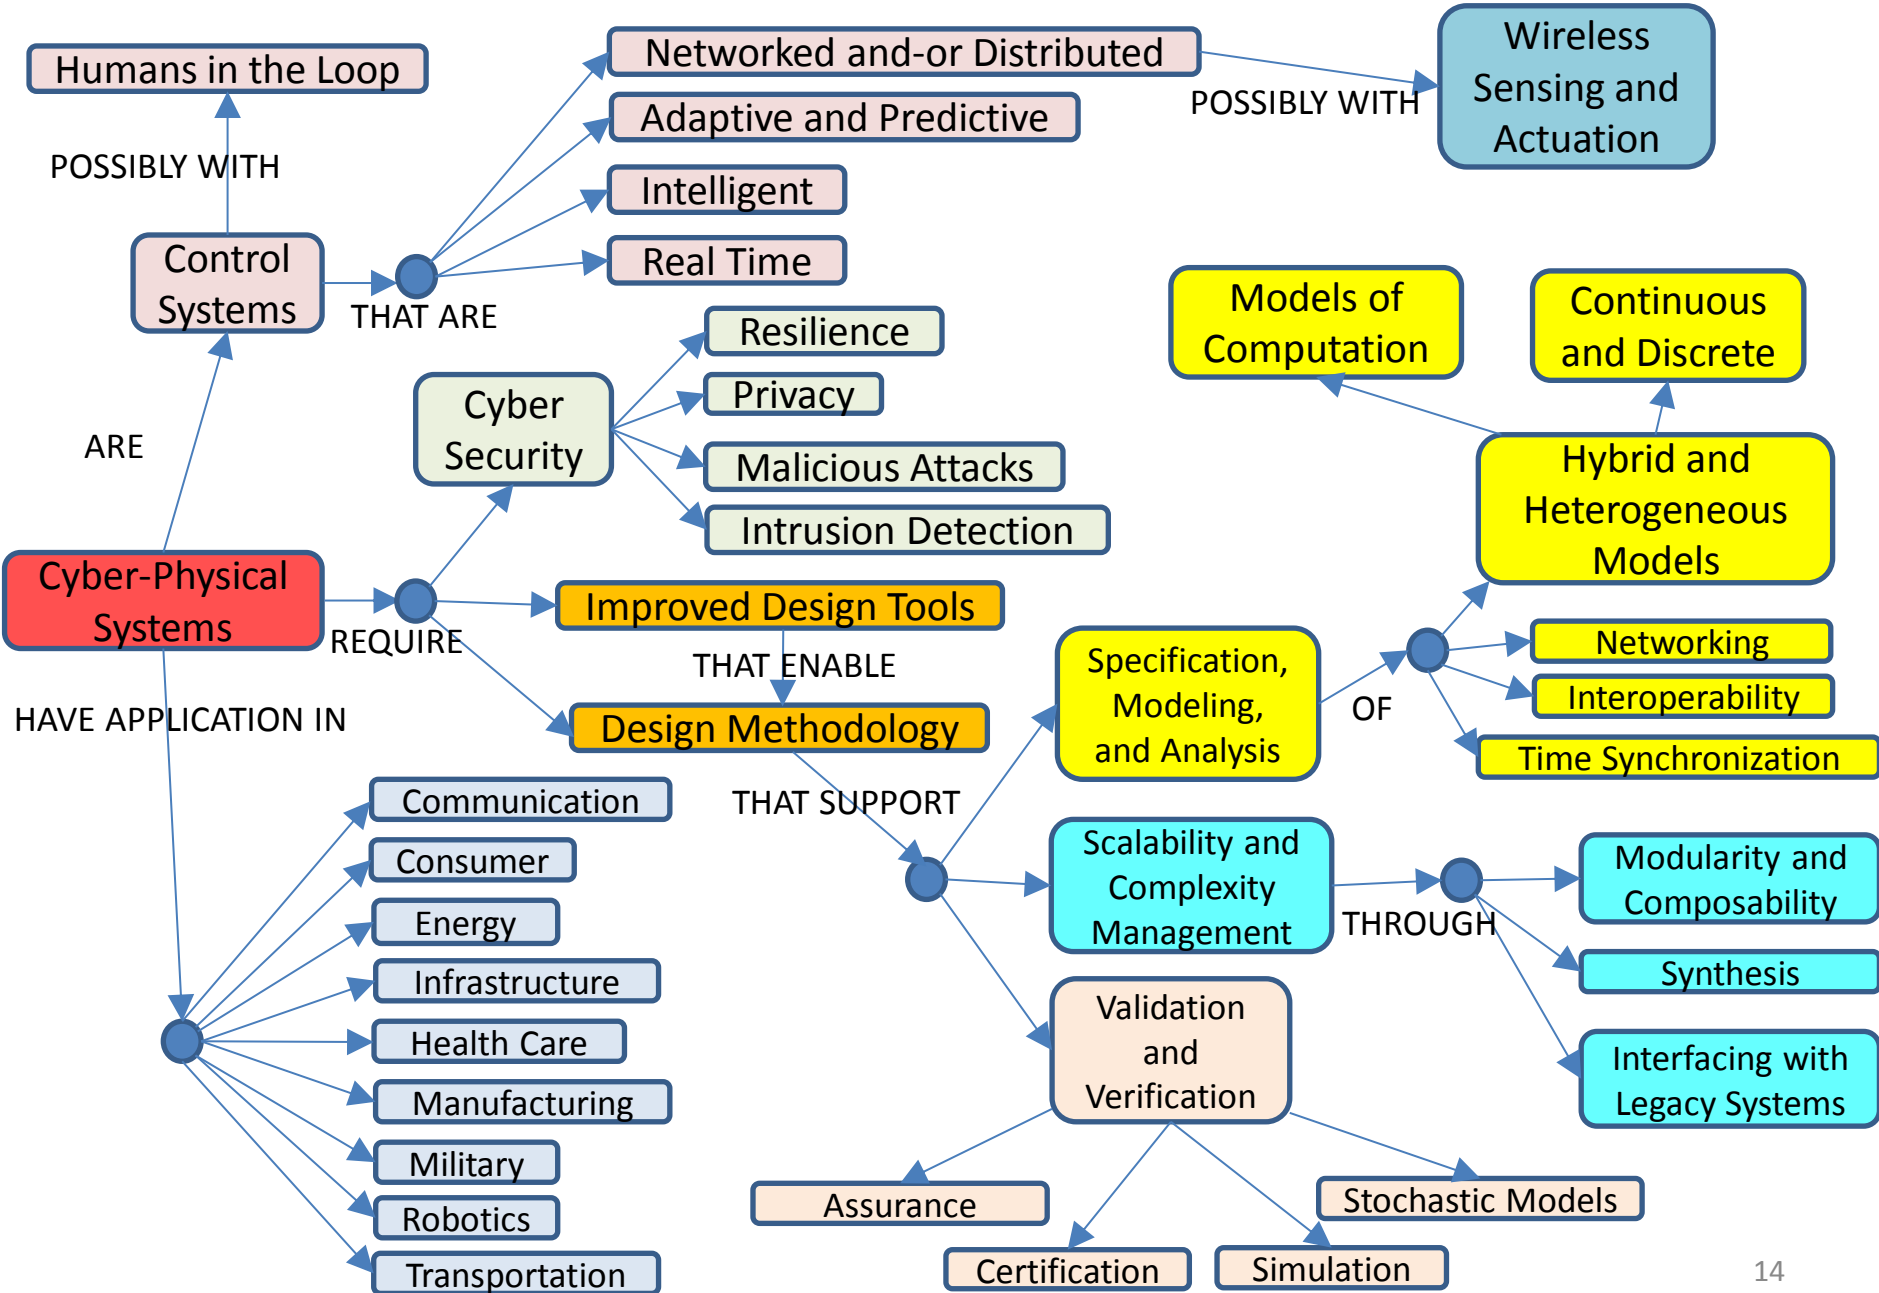 Humans in the Loop
Networked and-or Distributed
Wireless
Sensing and
Actuation
POSSIBLY WITH
Adaptive and Predictive
POSSIBLY WITH
Intelligent
Control
Systems
Real Time
THAT ARE
Models of
Computation
Continuous
and Discrete
Resilience
Cyber
Security
Privacy
Malicious Attacks
Intrusion Detection
ARE
Hybrid and
Heterogeneous
Models
Cyber-Physical
Systems
REQUIRE
Improved Design Tools
THAT ENABLE
Design Methodology
Specification,
Modeling,
and Analysis
OF
Networking
Interoperability
Time Synchronization
HAVE APPLICATION IN
THAT SUPPORT
Communication
Consumer
Energy
Infrastructure
Health Care
Manufacturing
Military
Robotics
Transportation
Scalability and
Complexity
Management
THROUGH
Modularity and
Composability
Synthesis
Interfacing with
Legacy Systems
Validation
and
Verification
Assurance
Certification
Simulation
Stochastic Models
14